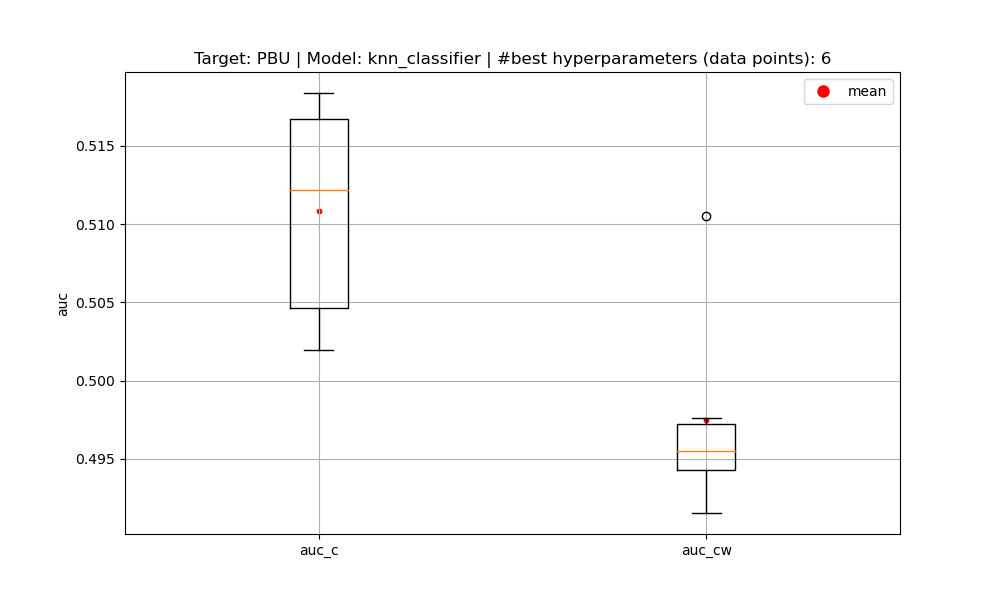 Target: PBU | Model: knn_classifier | #best hyperparameters (data points): 6
mean
0.515
0.510
0.505
0.500
0.495
auc
auc_c
auc_cw